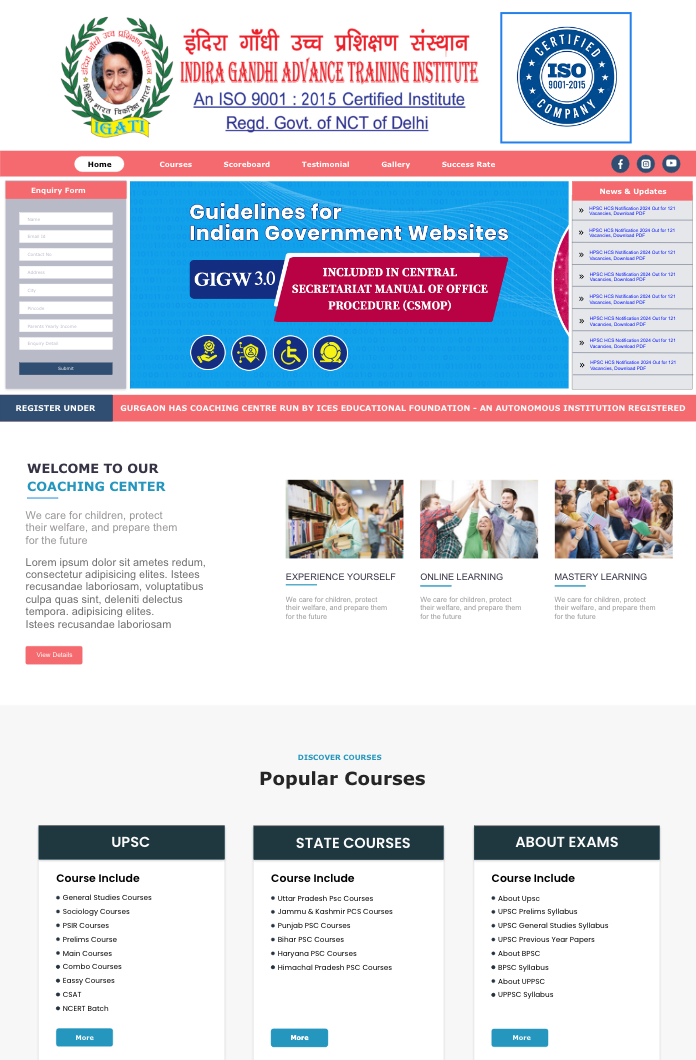 इंदिरा गाँधी उच्च प्रशिक्षण संस्थान
शिक्षित भारत विकसित भारत
IGATI
इंदिरा गाँधी उच्च प्रशिक्षण संस्थान
INDIRA GANDHI ADVANCE TRAINING INSTITUTE
An ISO 9001 : 2015 Certified Institute
Regd. Govt. of NCT of Delhi
CERTIFIED
ISO
9001-2015
COMPANY
Home
Courses
Scoreboard
Testimonial
Gallery
Success Rate
Enquiry Form
Name
Email Id
Contact No
Address
City
Pincode
Parents Yearly Income
Enquiry Detail
Submit
Guidelines for
Indian Government Websites
GIGW 3.0
INCLUDED IN CENTRAL
SECRETARIAT MANUAL OF OFFICE
PROCEDURE (CSMOP)
News & Updates
HPSC HCS Notification 2024 Out for 121
Vacancies, Download PDF
HPSC HCS Notification 2024 Out for 121
Vacancies, Download PDF
HPSC HCS Notification 2024 Out for 121
Vacancies, Download PDF
HPSC HCS Notification 2024 Out for 121
Vacancies, Download PDF
HPSC HCS Notification 2024 Out for 121
Vacancies, Download PDF
HPSC HCS Notification 2024 Out for 121
Vacancies, Download PDF
HPSC HCS Notification 2024 Out for 121
Vacancies, Download PDF
HPSC HCS Notification 2024 Out for 121
Vacancies, Download PDF
REGISTER UNDER
GURGAON HAS COACHING CENTRE RUN BY ICES EDUCATIONAL FOUNDATION - AN AUTONOMOUS INSTITUTION REGISTERED
WELCOME TO OUR
COACHING CENTER
We care for children, protect
their welfare, and prepare them
for the future
Lorem ipsum dolor sit ametes redum,
consectetur adipisicing elites. Istees
recusandae laboriosam, voluptatibus
culpa quas sint, deleniti delectus
tempora. adipisicing elites.
Istees recusandae laboriosam
View Details
EXPERIENCE YOURSELF
We care for children, protect
their welfare, and prepare them
for the future
ONLINE LEARNING
We care for children, protect
their welfare, and prepare them
for the future
MASTERY LEARNING
We care for children, protect
their welfare, and prepare them
for the future
DISCOVER COURSES
Popular Courses
UPSC
Course Include
General Studies Courses
Sociology Courses
PSIR Courses
Prelims Course
Main Courses
Combo Courses
Eassy Courses
CSAT
NCERT Batch
More
STATE COURSES
Course Include
Uttar Pradesh Psc Courses
Jammu & Kashmir PCS Courses
Punjab PSC Courses
Bihar PSC Courses
Haryana PSC Courses
Himachal Pradesh PSC Courses
More
ABOUT EXAMS
Course Include
About Upsc
UPSC Prelims Syllabus
UPSC General Studies Syllabus
UPSC Previous Year Papers
About BPSC
BPSC Syllabus
About UPPSC
UPPSC Syllabus
More